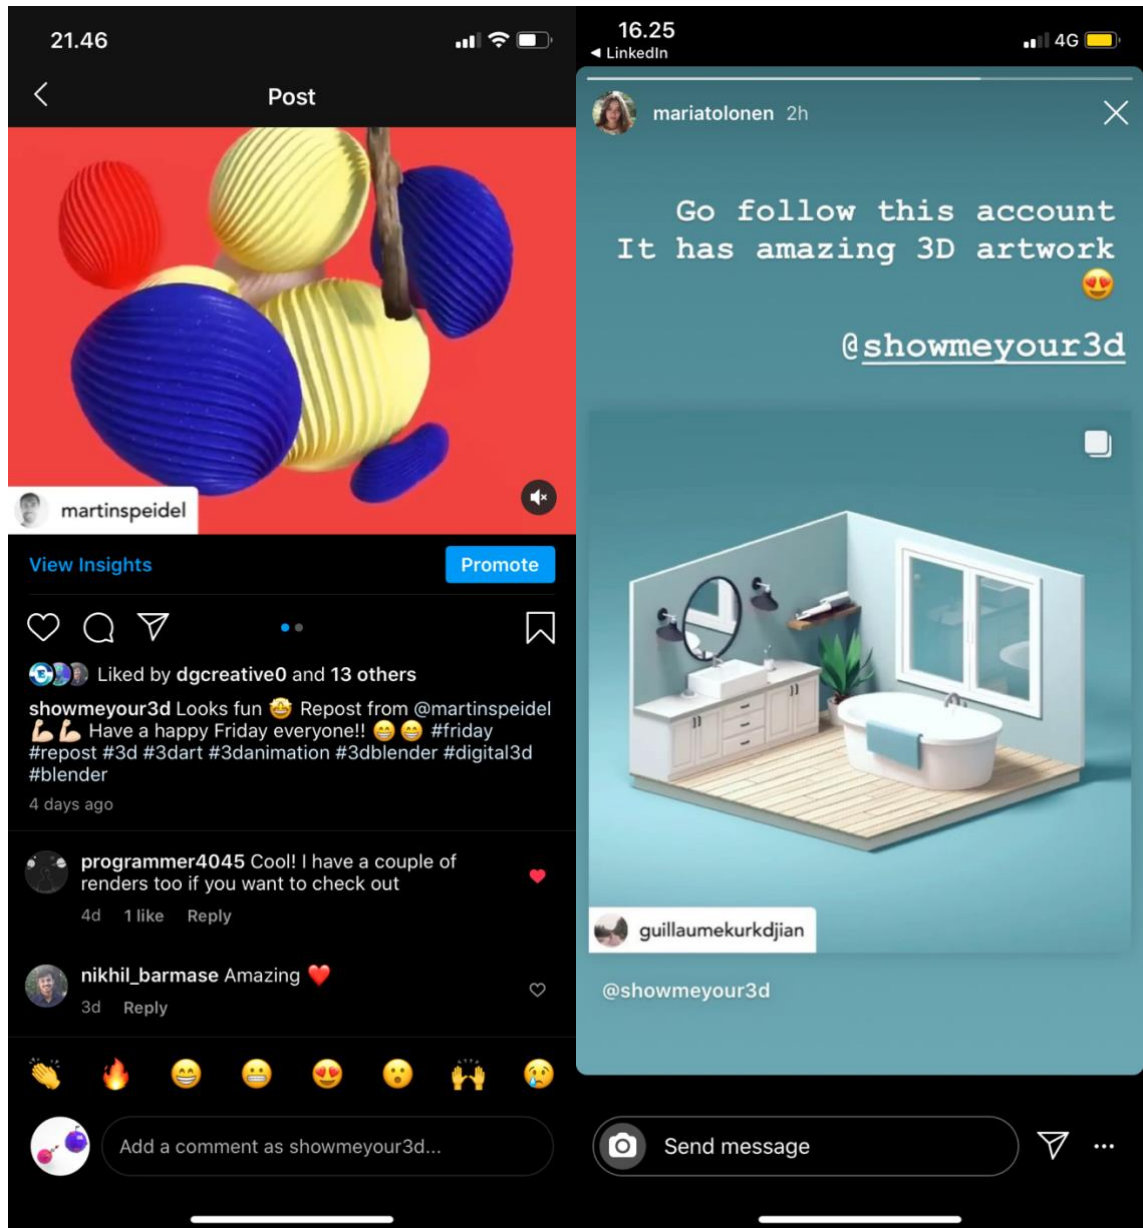 21.46
Post
martinspeidel
View Insights
Promote
Liked by dgcreative0 and 13 others
showmeyour3d Looks fun 🤩 Repost from @martinspeidel
💪🏻💪🏻 Have a happy Friday everyone!! 😁😁 #friday
#repost #3d #3dart #3danimation #3dblender #digital3d
#blender
4 days ago
programmer4045 Cool! I have a couple of
renders too if you want to check out
4d 1 like Reply
nikhil_barmase Amazing ❤️
3d Reply
👏 🔥 😁 😬 😍 😮 🙌 😢
Add a comment as showmeyour3d...
16.25
4G
◀ LinkedIn
mariatolonen 2h
Go follow this account
It has amazing 3D artwork
😍
@showmeyour3d
guillaumekurkdjian
@showmeyour3d
Send message